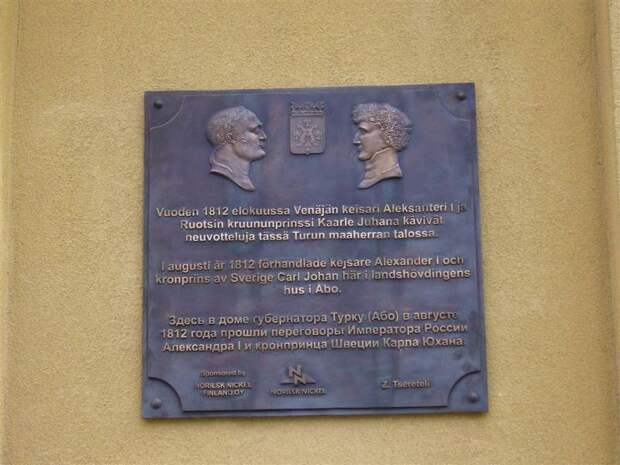 Vuoden 1812 elokuussa Venäjän keisari Aleksanteri I ja
Ruotsin kruununprinssi Kaarle Juhana kävivät
neuvotteluja tässä Turun maaherran talossa.
I augusti år 1812 förhandlade kejsare Alexander I och
kronprins av Sverige Carl Johan här i landshövdingens
hus i Åbo.
Здесь в доме губернатора Турку (Або) в августе
1812 года прошли переговоры Императора России
Александра I и кронпринца Швеции Карла Юхана
Sponsored by
NORILSK NICKEL
FINLAND OY
NORILSK NICKEL
Z. Tsereteli